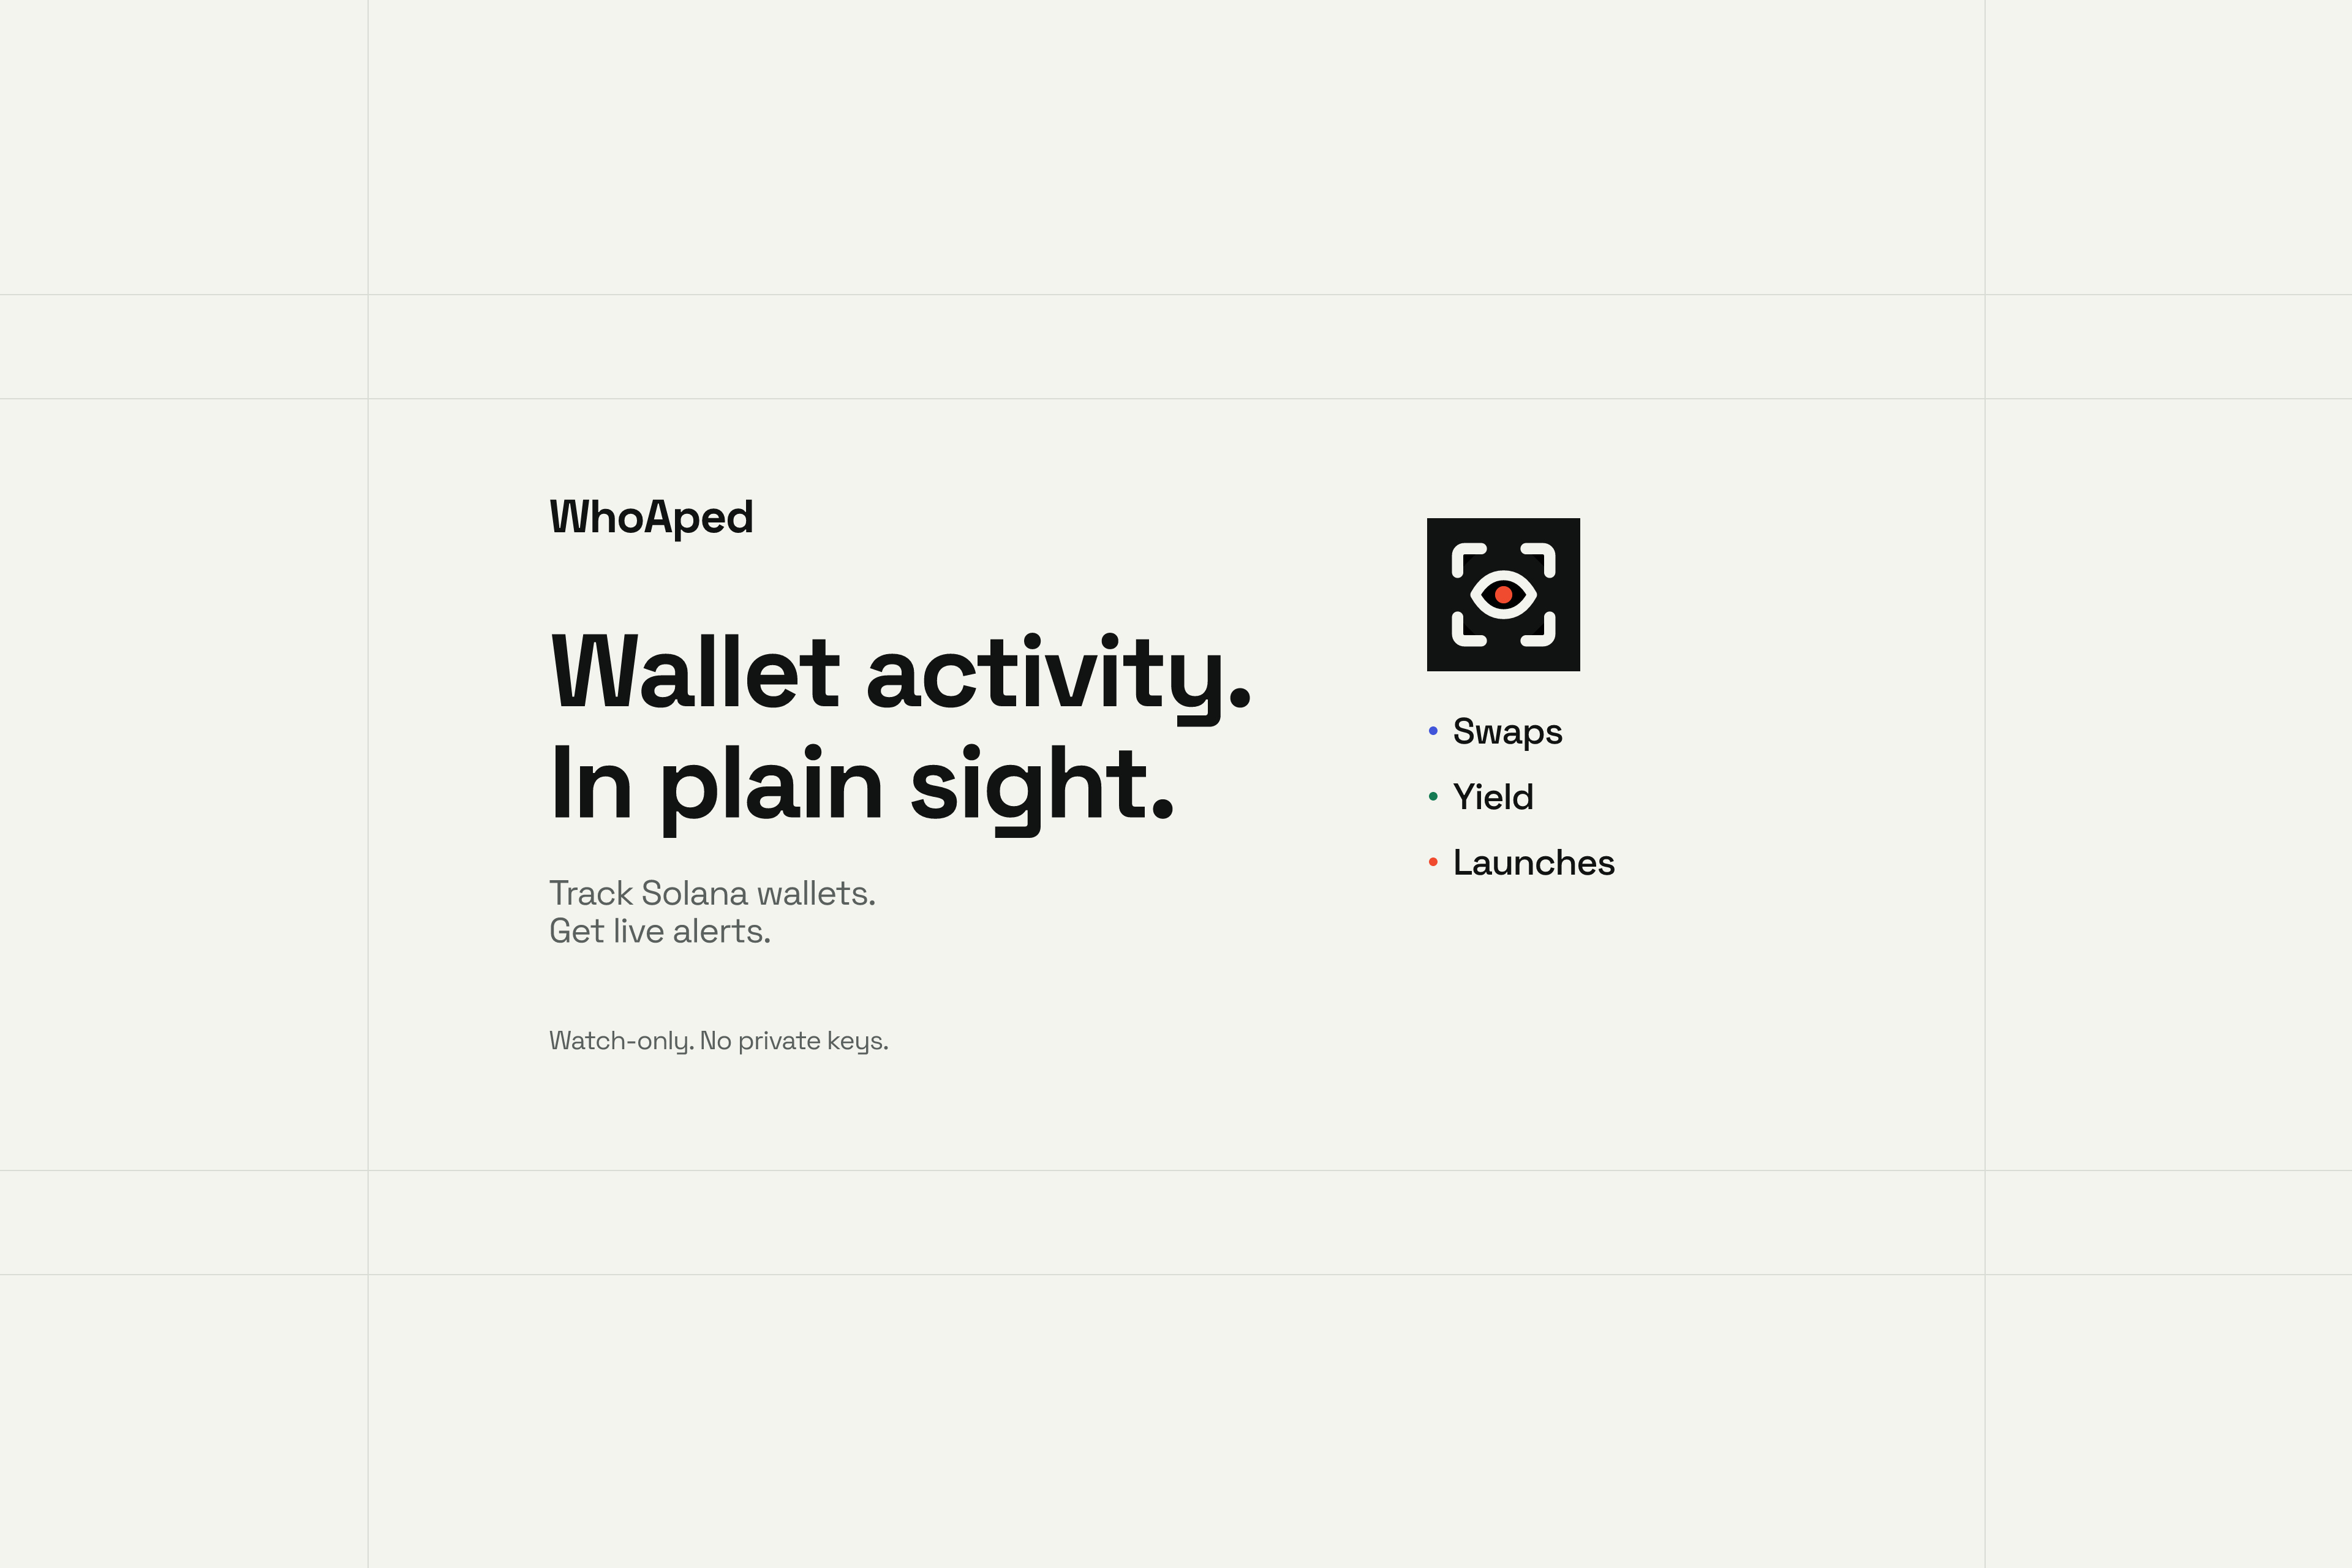 WhoAped
Wallet activity.
In plain sight.
Track Solana wallets.
Get live alerts.
Watch-only. No private keys.
Swaps
Yield
Launches